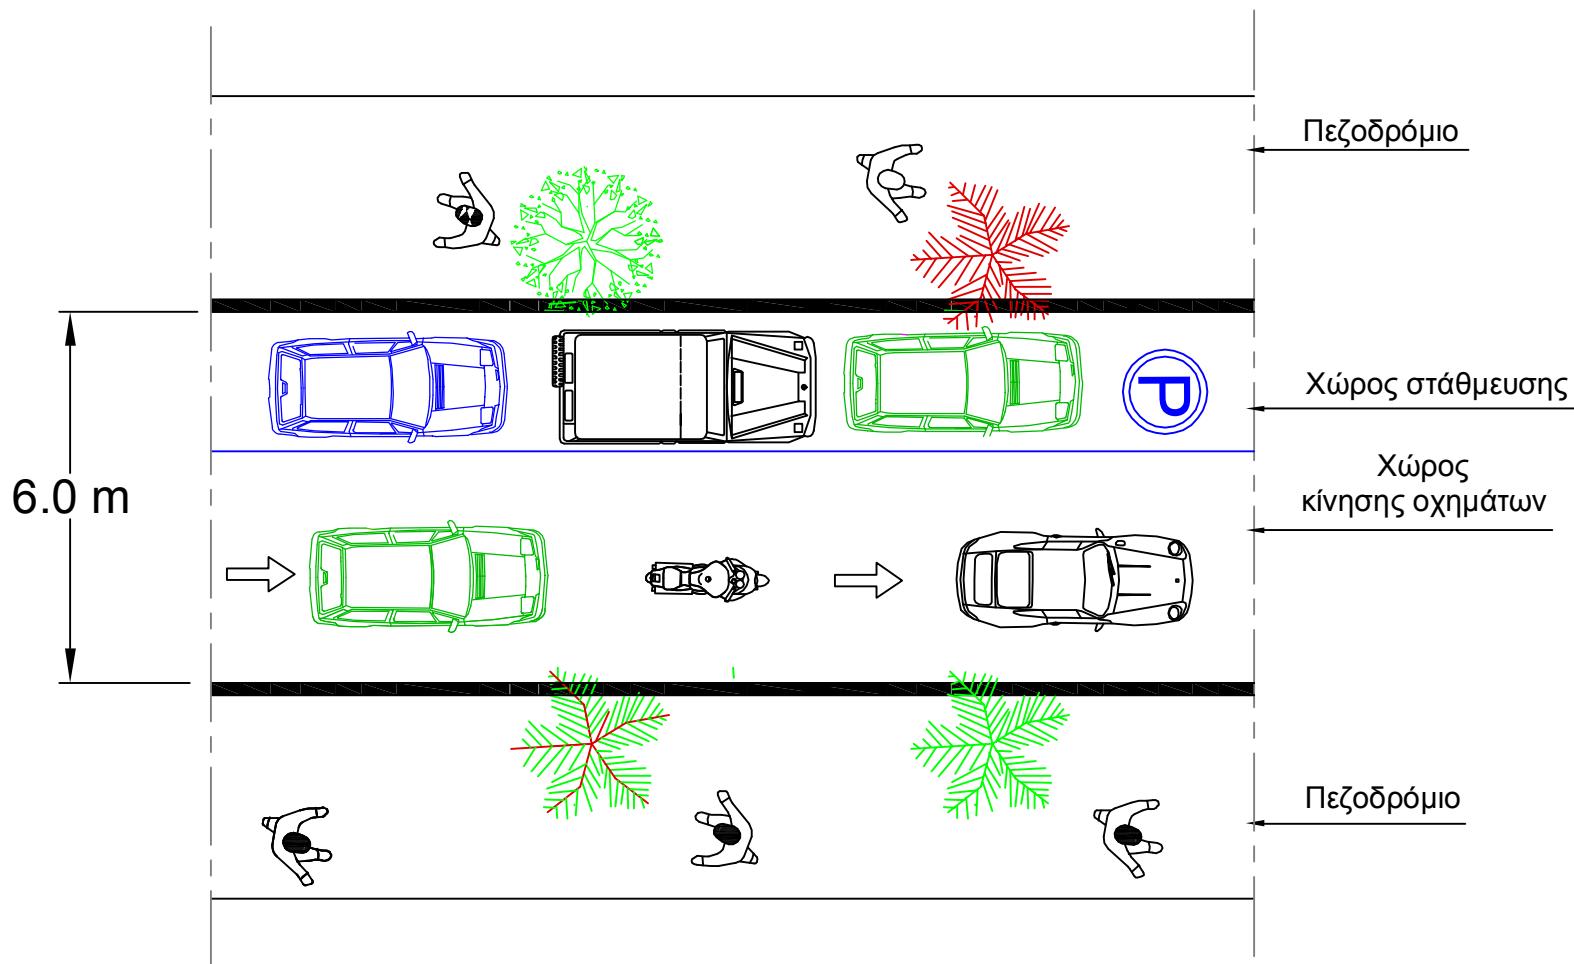 Πεζοδρόμιο
Χώρος στάθμευσης
P
Χώρος
κίνησης οχημάτων
6.0 m
Πεζοδρόμιο